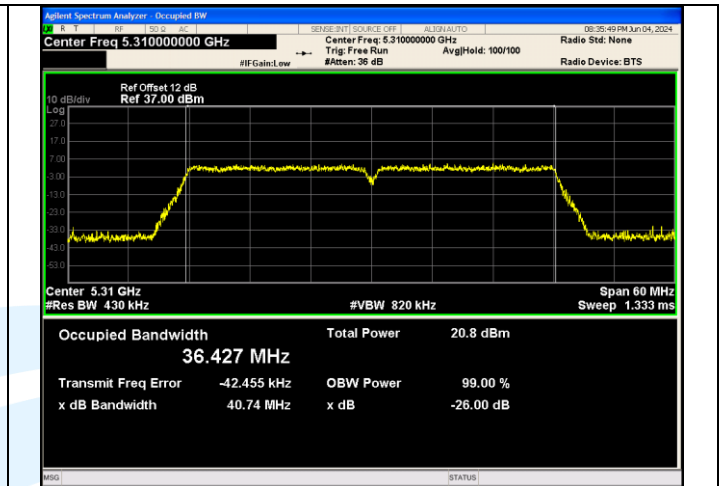 Agilent Spectrum Analyzer - Occupied BW
R T RF 50 Ω AC SENSE:INT SOURCE OFF ALIGNAUTO 08:35:49 PM Jun 04, 2024
Center Freq 5.310000000 GHz Center Freq: 5.310000000 GHz Radio Std: None
Trig: Free Run Avg|Hold: 100/100
#IFGain:Low #Atten: 36 dB Radio Device: BTS
Ref Offset 12 dB
10 dB/div Ref 37.00 dBm
Log
27.0
17.0
7.00
-3.00
-13.0
-23.0
-33.0
-43.0
-53.0
Center 5.31 GHz Span 60 MHz
#Res BW 430 kHz #VBW 820 kHz Sweep 1.333 ms
Occupied Bandwidth Total Power 20.8 dBm
36.427 MHz
Transmit Freq Error -42.455 kHz OBW Power 99.00 %
x dB Bandwidth 40.74 MHz x dB -26.00 dB
MSG STATUS